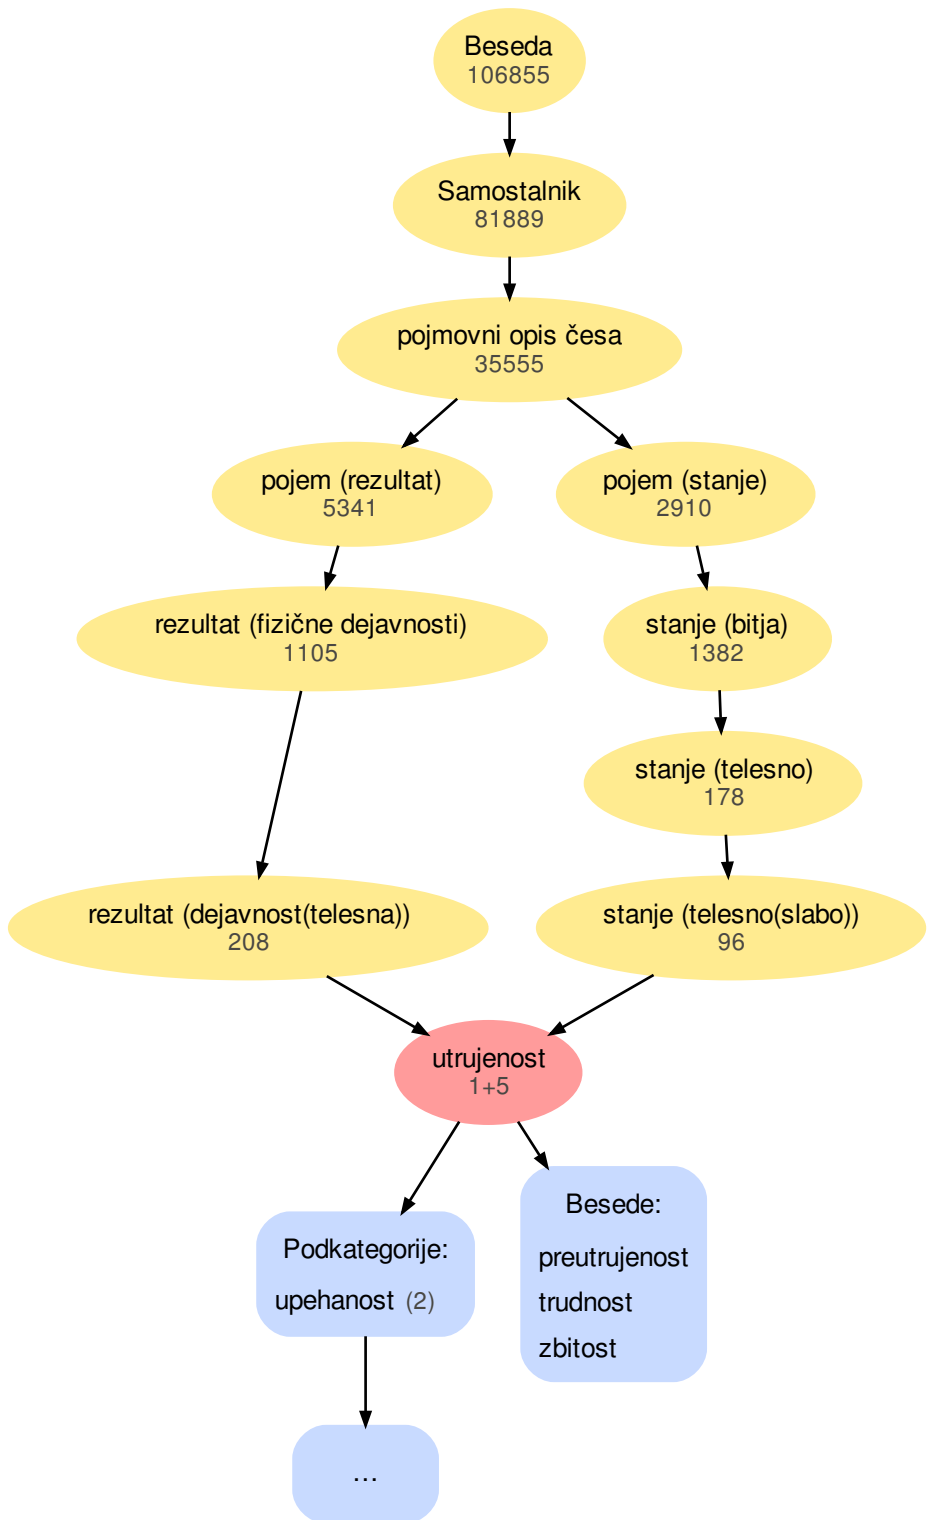 Beseda
106855
Samostalnik
81889
pojmovni opis česa
35555
pojem (rezultat)
5341
pojem (stanje)
2910
rezultat (fizične dejavnosti)
1105
stanje (bitja)
1382
stanje (telesno)
178
rezultat (dejavnost(telesna))
208
stanje (telesno(slabo))
96
utrujenost
1+5
Podkategorije:
upehanost (2)
Besede:
preutrujenost
trudnost
zbitost
...